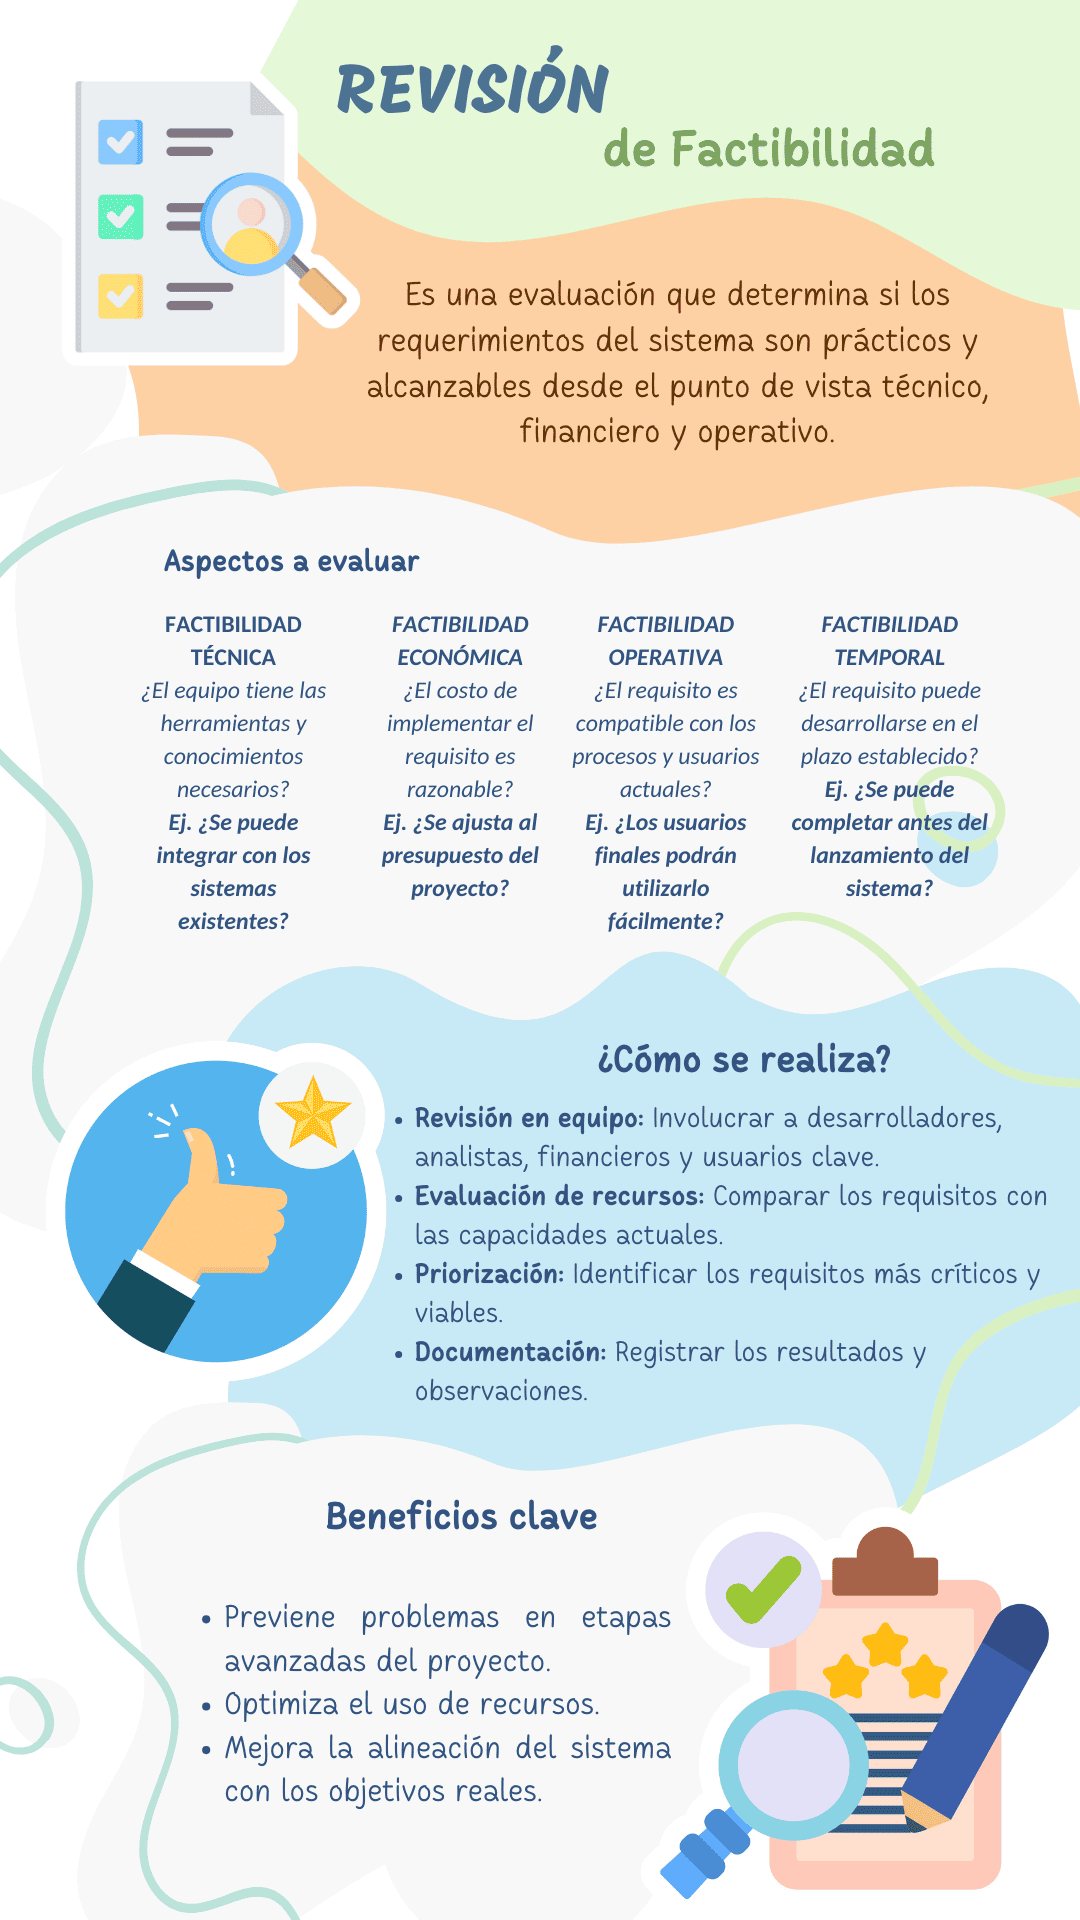 REVISIÓN
de Factibilidad
Es una evaluación que determina si los
requerimientos del sistema son prácticos y
alcanzables desde el punto de vista técnico,
financiero y operativo.
Aspectos a evaluar
FACTIBILIDAD
TÉCNICA
¿El equipo tiene las
herramientas y
conocimientos
necesarios?
Ej. ¿Se puede
integrar con los
sistemas
existentes?
FACTIBILIDAD
ECONÓMICA
¿El costo de
implementar el
requisito es
razonable?
Ej. ¿Se ajusta al
presupuesto del
proyecto?
FACTIBILIDAD
OPERATIVA
¿El requisito es
compatible con los
procesos y usuarios
actuales?
Ej. ¿Los usuarios
finales podrán
utilizarlo
fácilmente?
FACTIBILIDAD
TEMPORAL
¿El requisito puede
desarrollarse en el
plazo establecido?
Ej. ¿Se puede
completar antes del
lanzamiento del
sistema?
¿Cómo se realiza?
• Revisión en equipo: Involucrar a desarrolladores,
analistas, financieros y usuarios clave.
• Evaluación de recursos: Comparar los requisitos con
las capacidades actuales.
• Priorización: Identificar los requisitos más críticos y
viables.
• Documentación: Registrar los resultados y
observaciones.
Beneficios clave
• Previene problemas en etapas
avanzadas del proyecto.
• Optimiza el uso de recursos.
• Mejora la alineación del sistema
con los objetivos reales.